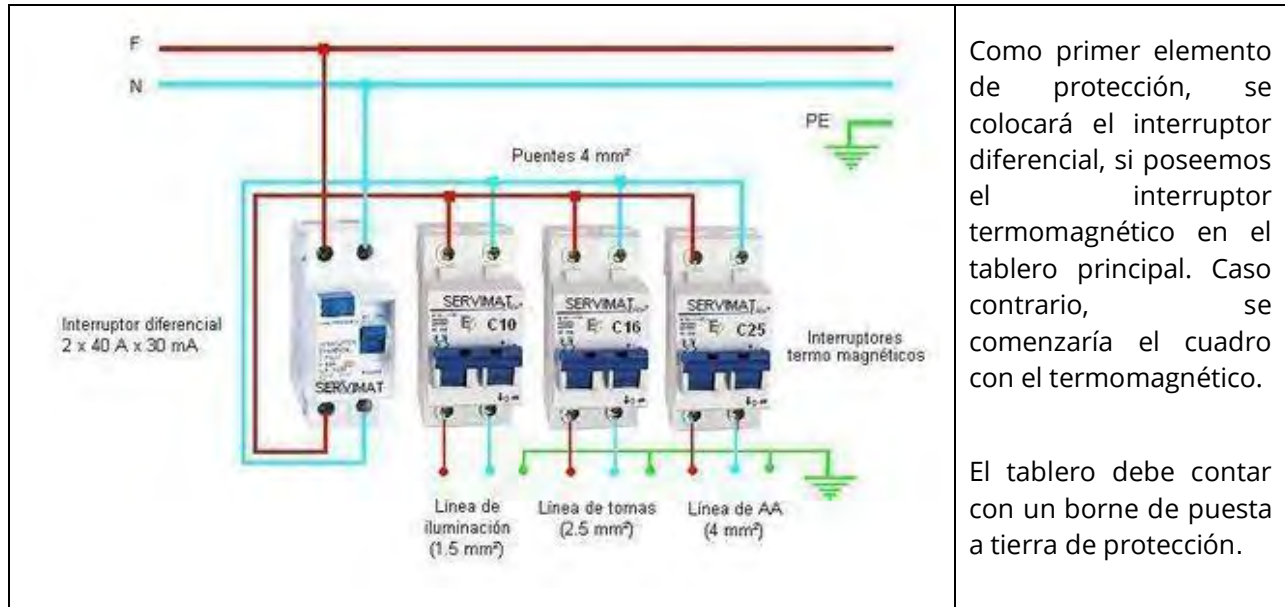 F
N
PE
Puentes 4 mm²
Interruptor diferencial
2 x 40 A x 30 mA
SERVIMAT
SERVIMAT
C10
SERVIMAT
C16
SERVIMAT
C25
Interruptores
termo magnéticos
Línea de
iluminación
(1.5 mm²)
Línea de tomas
(2.5 mm²)
Línea de AA
(4 mm²)
Como primer elemento
de protección, se
colocará el interruptor
diferencial, si poseemos
el interruptor
termomagnético en el
tablero principal. Caso
contrario, se
comenzaría el cuadro
con el termomagnético.
El tablero debe contar
con un borne de puesta
a tierra de protección.